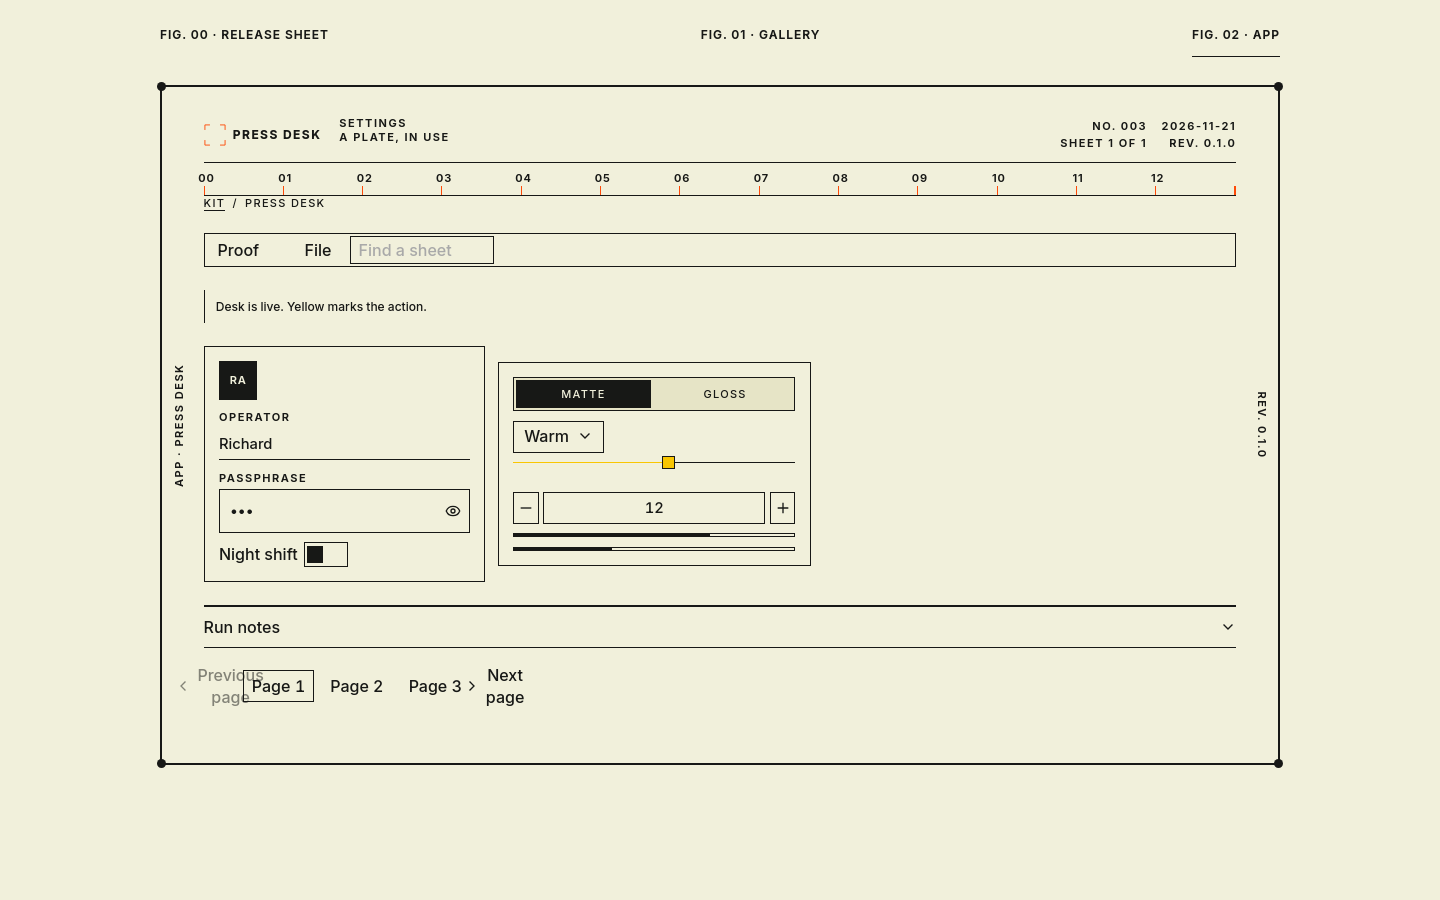 FIG. 00 · RELEASE SHEET
FIG. 01 · GALLERY
FIG. 02 · APP
PRESS DESK
SETTINGS
A PLATE, IN USE
NO. 003 2026-11-21
SHEET 1 OF 1 REV. 0.1.0
00 01 02 03 04 05 06 07 08 09 10 11 12
KIT / PRESS DESK
Proof File Find a sheet
Desk is live. Yellow marks the action.
APP · PRESS DESK
RA
OPERATOR
Richard
PASSPHRASE
Night shift
MATTE GLOSS
Warm
12
REV. 0.1.0
Run notes
Previous
page
Page 1 Page 2 Page 3
Next
page